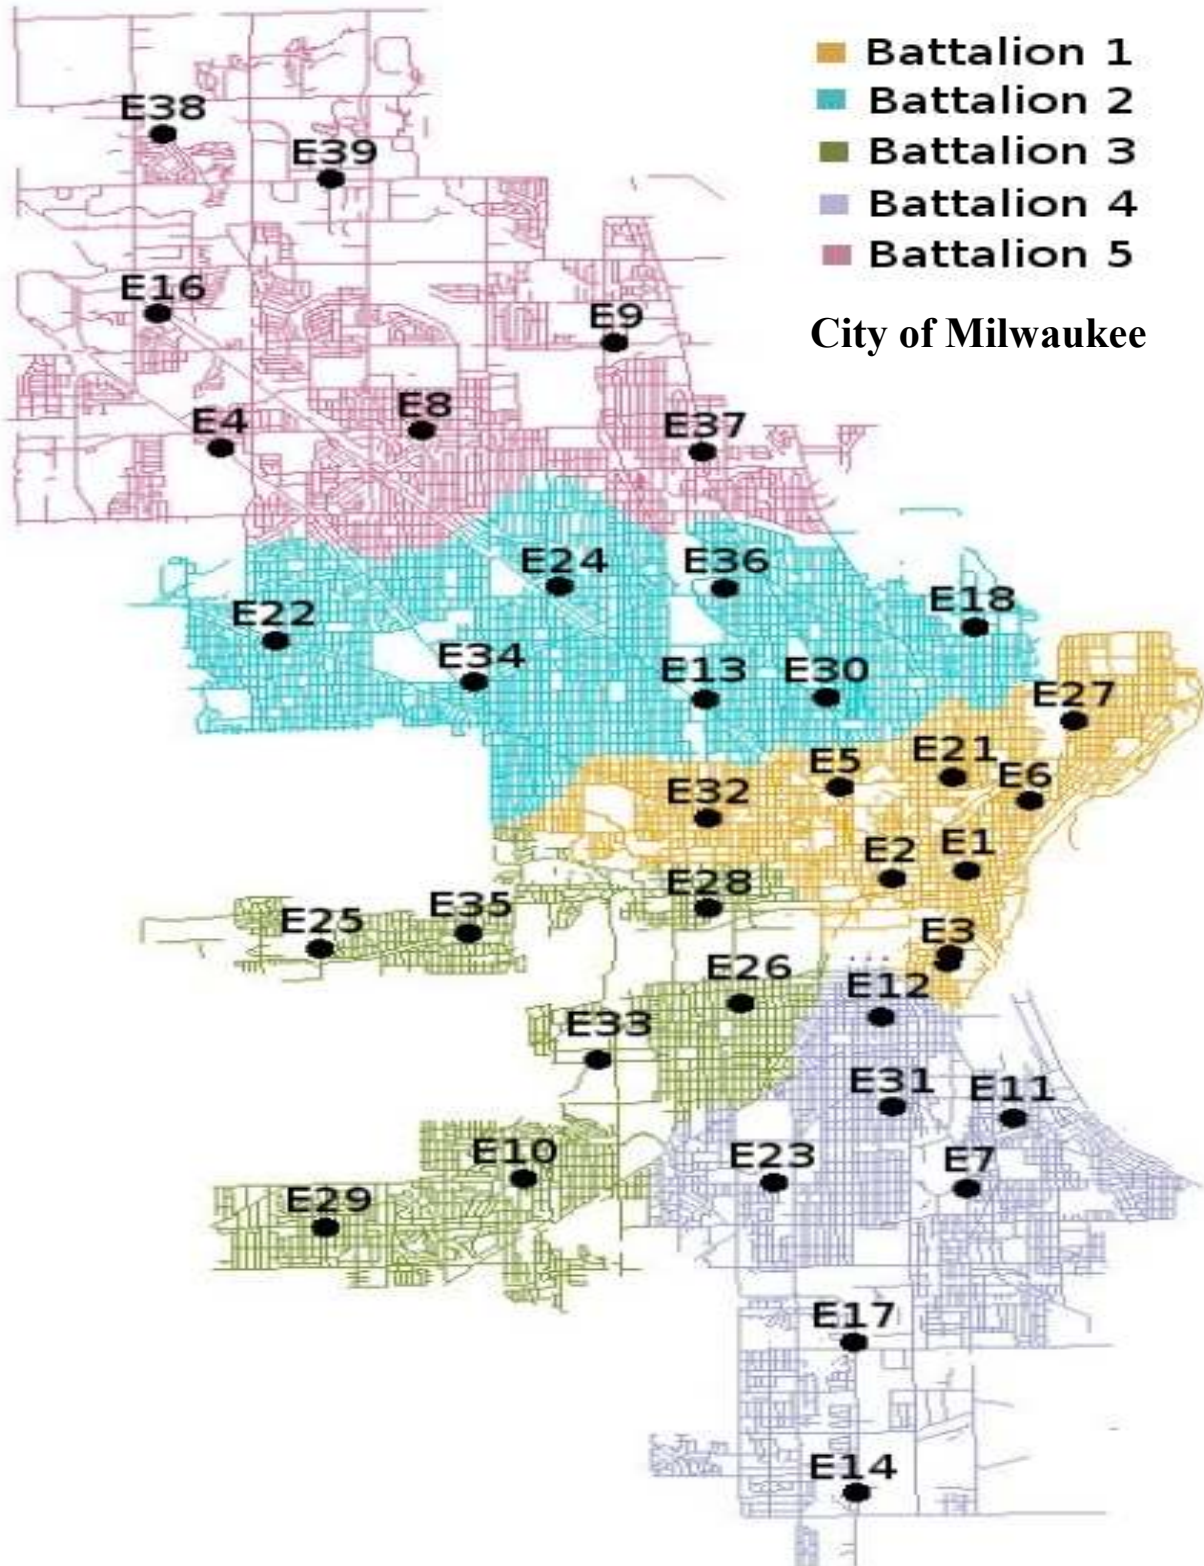 Battalion 1
Battalion 2
Battalion 3
Battalion 4
Battalion 5
City of Milwaukee
E38
E39
E16
E9
E4
E8
E37
E24
E36
E22
E18
E34
E13
E30
E27
E5
E21
E32
E6
E2
E1
E28
E25
E35
E3
E26
E12
E33
E31
E11
E10
E23
E7
E29
E17
E14